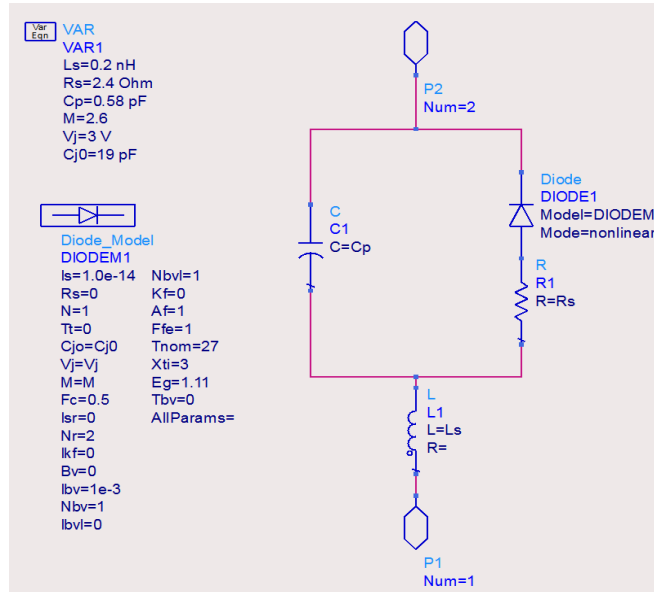 Var
Eqn
VAR
VAR1
Ls=0.2 nH
Rs=2.4 Ohm
Cp=0.58 pF
M=2.6
Vj=3 V
Cj0=19 pF
Diode_Model
DIODEM1
Is=1.0e-14
Rs=0
N=1
Tt=0
Cjo=Cj0
Vj=Vj
M=M
Fc=0.5
Isr=0
Nr=2
Ikf=0
Bv=0
Ibv=1e-3
Nbv=1
Ibvl=0
Nbvl=1
Kf=0
Af=1
Ffe=1
Tnom=27
Xti=3
Eg=1.11
Tbv=0
AllParams=
P2
Num=2
C
C1
C=Cp
Diode
DIODE1
Model=DIODEM
Mode=nonlinear
R
R1
R=Rs
L
L1
L=Ls
R=
P1
Num=1